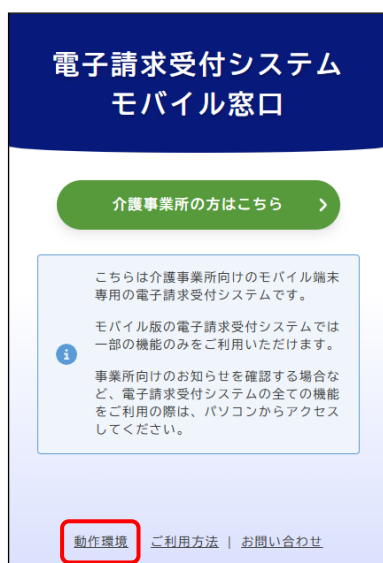 電子請求受付システム
モバイル窓口
介護事業所の方はこちら
こちらは介護事業所向けのモバイル端末
専用の電子請求受付システムです。
モバイル版の電子請求受付システムでは
一部の機能のみをご利用いただけます。
事業所向けのお知らせを確認する場合な
ど、電子請求受付システムの全ての機能
をご利用の際は、パソコンからアクセス
してください。
動作環境 ご利用方法 | お問い合わせ